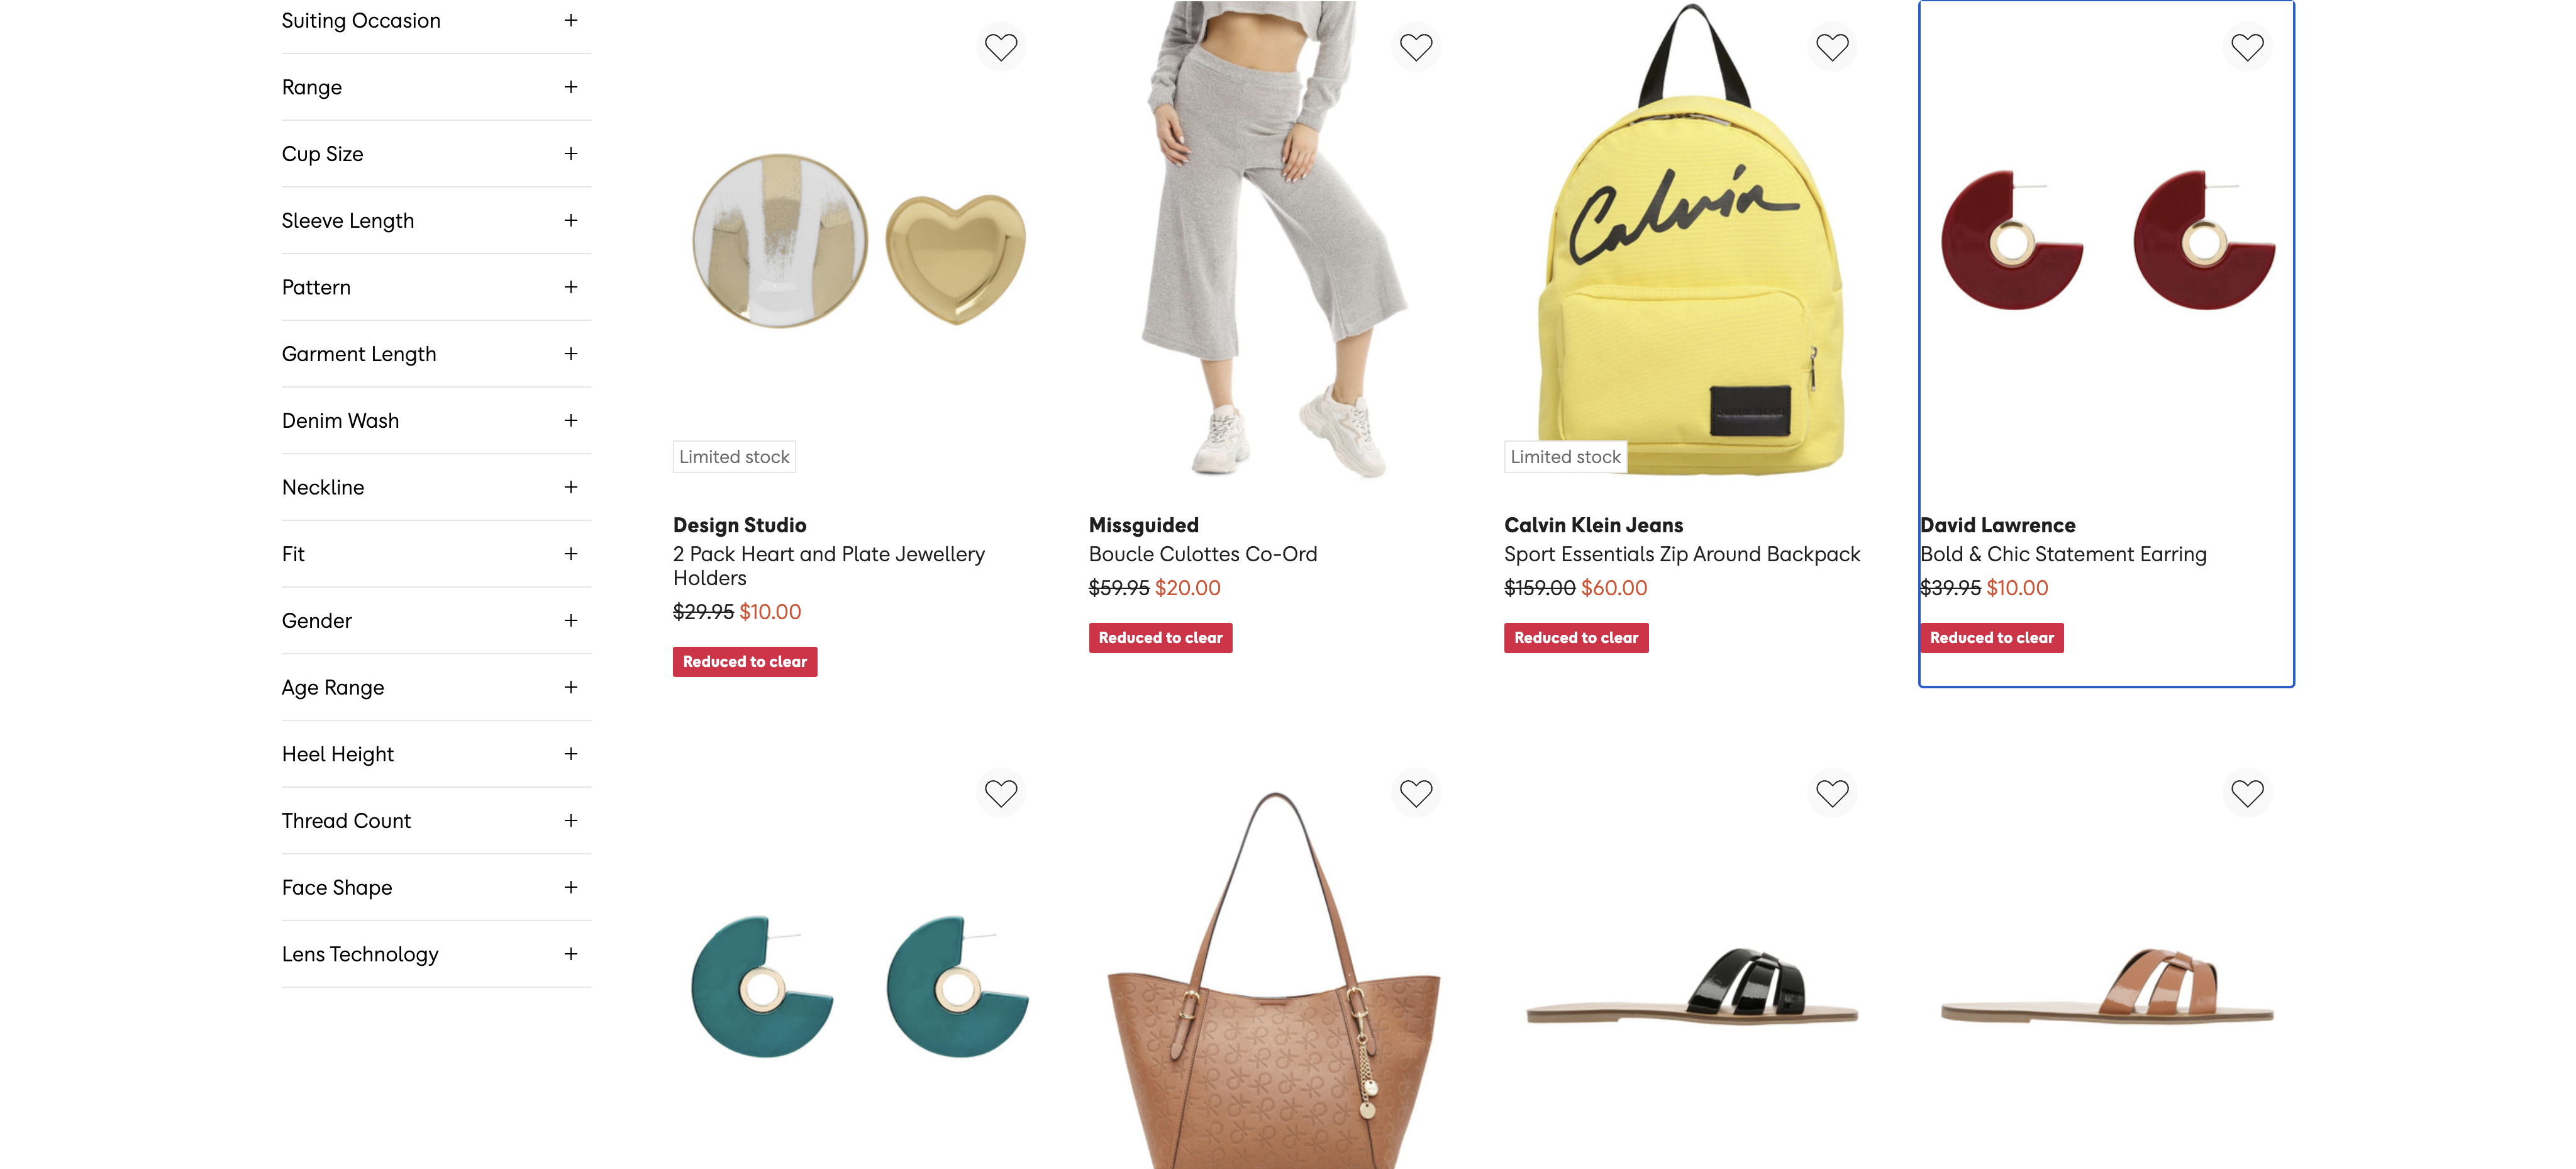 Suiting Occasion
Range
Cup Size
Sleeve Length
Pattern
Garment Length
Denim Wash
Neckline
Fit
Gender
Age Range
Heel Height
Thread Count
Face Shape
Lens Technology
Limited stock
Design Studio
2 Pack Heart and Plate Jewellery
Holders
$29.95 $10.00
Reduced to clear
Missguided
Boucle Culottes Co-Ord
$59.95 $20.00
Reduced to clear
Calvin
Limited stock
Calvin Klein Jeans
Sport Essentials Zip Around Backpack
$159.00 $60.00
Reduced to clear
David Lawrence
Bold & Chic Statement Earring
$39.95 $10.00
Reduced to clear